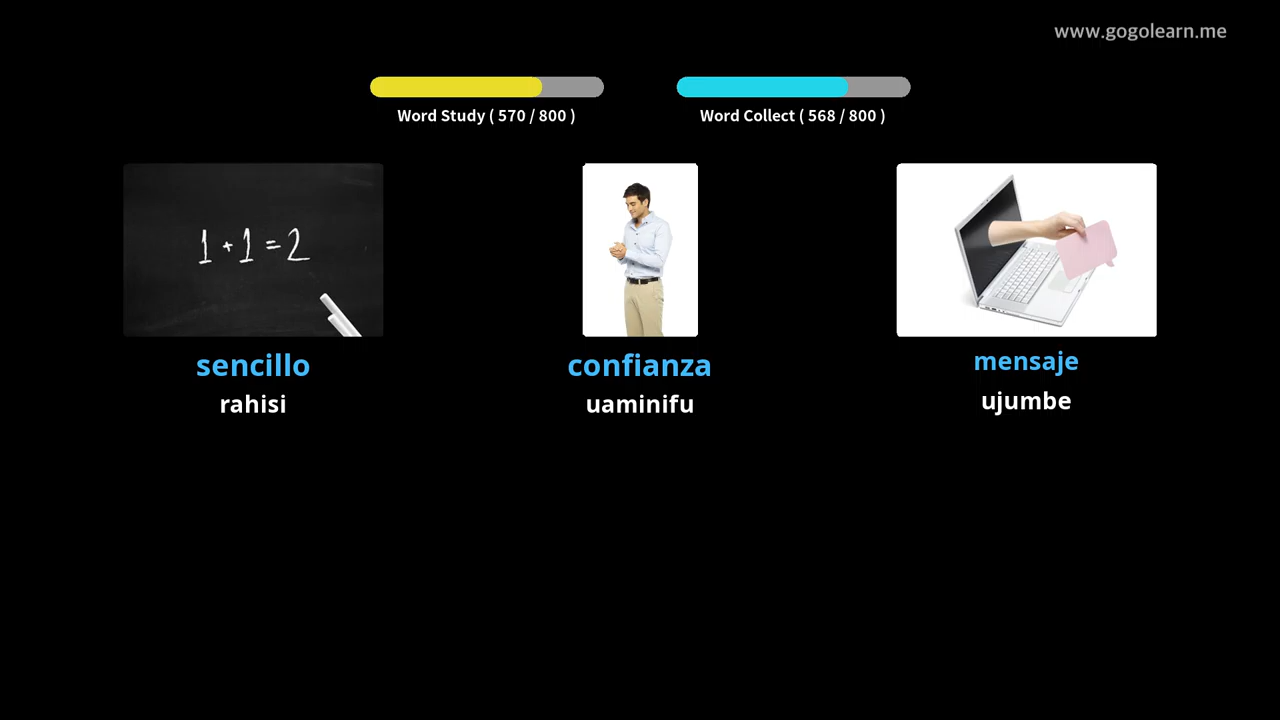 www.gogolearn.me
Word Study ( 570 / 800 )
Word Collect ( 568 / 800 )
1 + 1 = 2
sencillo
rahisi
confianza
uaminifu
mensaje
ujumbe